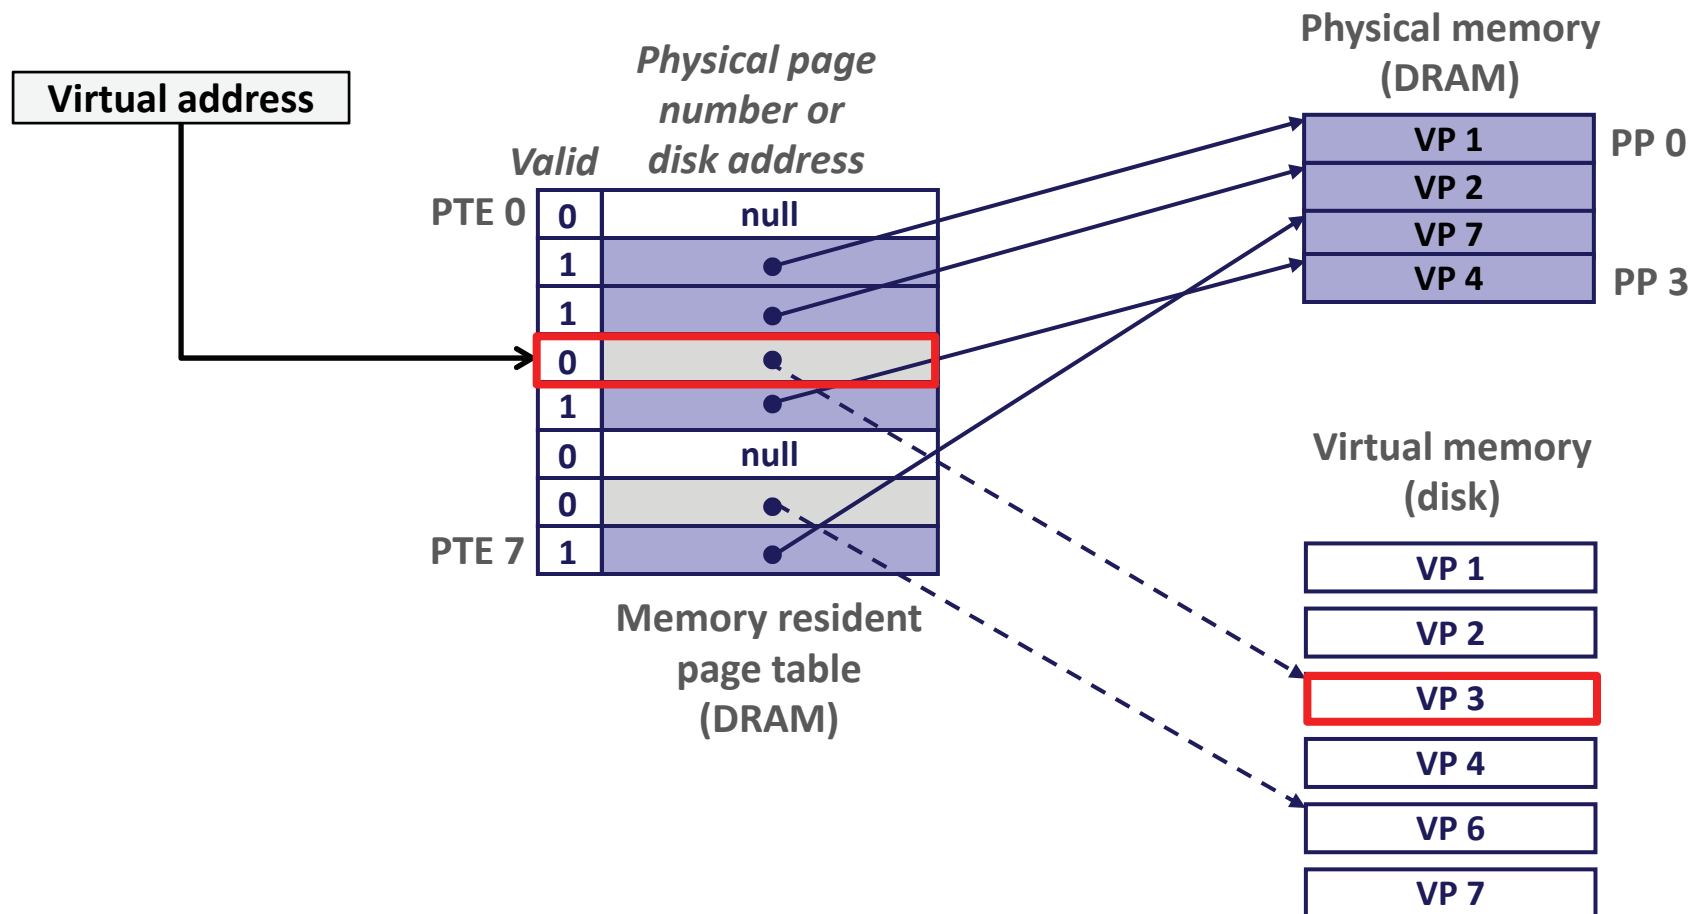 Virtual address
Physical page
number or
disk address
Valid
PTE 0
0
null
1
1
0
1
0
null
0
PTE 7
1
Memory resident
page table
(DRAM)
Physical memory
(DRAM)
VP 1
PP 0
VP 2
VP 7
VP 4
PP 3
Virtual memory
(disk)
VP 1
VP 2
VP 3
VP 4
VP 6
VP 7